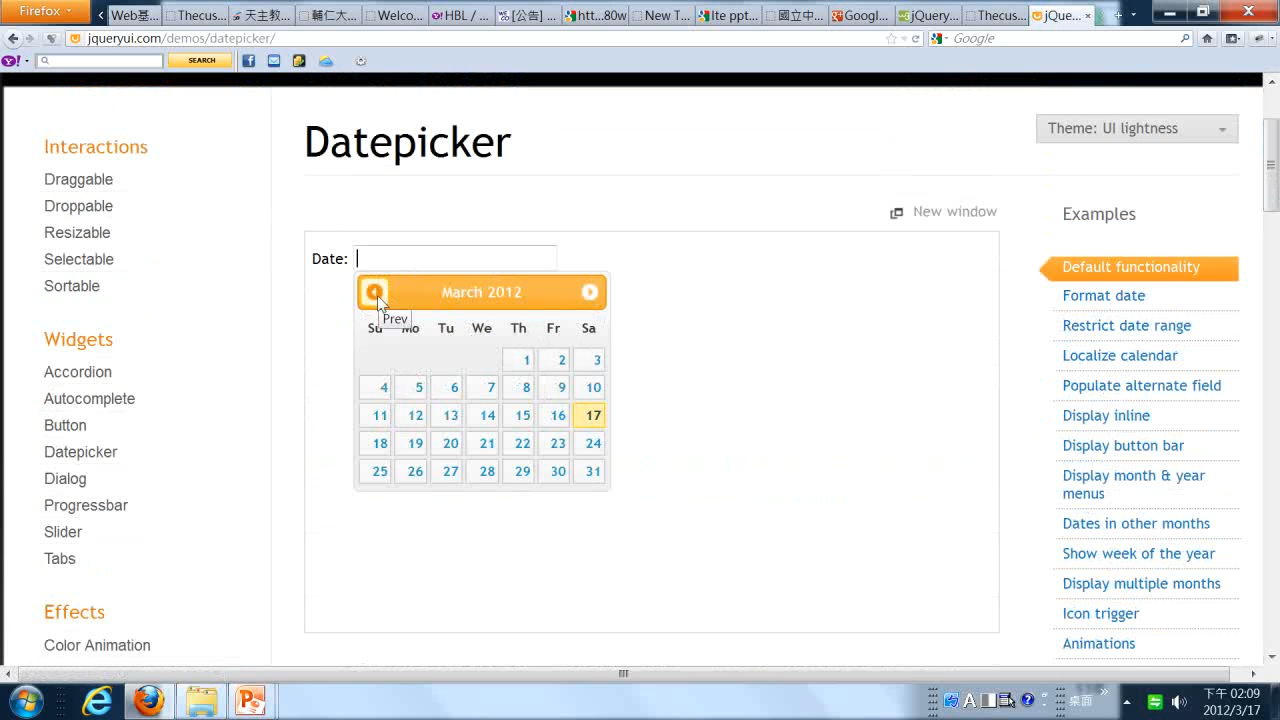 Firefox
Web基...
Thecus...
天主教...
輔仁大...
Welco...
HBL／...
[公告]...
htt...80w
New T...
lte ppt...
國立中...
Googl...
jQuery...
Thecus...
jQue...
jqueryui.com/demos/datepicker/
Google
Y!
SEARCH
Interactions
Draggable
Droppable
Resizable
Selectable
Sortable
Widgets
Accordion
Autocomplete
Button
Datepicker
Dialog
Progressbar
Slider
Tabs
Effects
Color Animation
Datepicker
Theme: UI lightness
New window
Date:
March 2012
Prev
Su Mo Tu We Th Fr Sa
1 2 3
4 5 6 7 8 9 10
11 12 13 14 15 16 17
18 19 20 21 22 23 24
25 26 27 28 29 30 31
Examples
Default functionality
Format date
Restrict date range
Localize calendar
Populate alternate field
Display inline
Display button bar
Display month & year
menus
Dates in other months
Show week of the year
Display multiple months
Icon trigger
Animations
桌面
下午 02:09
2012/3/17